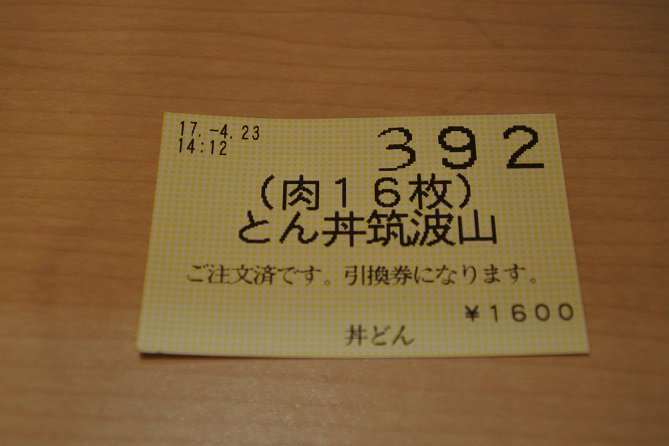 17.-4.23
14:12
392
(肉16枚)
とん丼筑波山
ご注文済です。引換券になります。
¥1600
丼どん